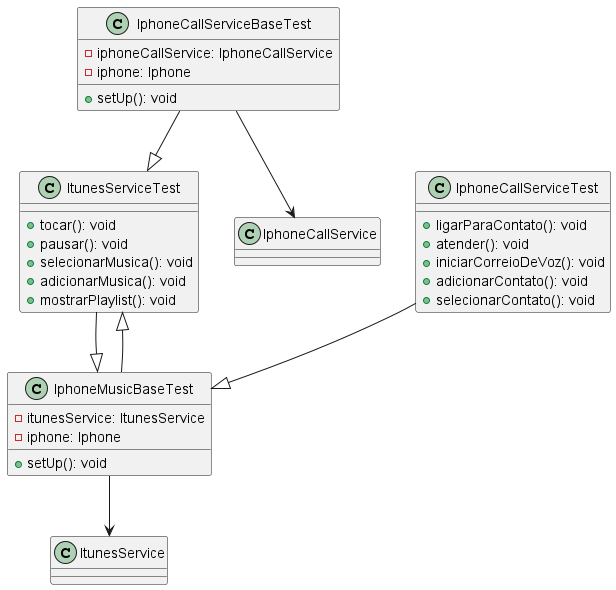 C IphoneCallServiceBaseTest
iphoneCallService: IphoneCallService
iphone: Iphone
setUp(): void
C ItunesServiceTest
tocar(): void
pausar(): void
selecionarMusica(): void
adicionarMusica(): void
mostrarPlaylist(): void
C IphoneCallService
C IphoneCallServiceTest
ligarParaContato(): void
atender(): void
iniciarCorreioDeVoz(): void
adicionarContato(): void
selecionarContato(): void
C IphoneMusicBaseTest
itunesService: ItunesService
iphone: Iphone
setUp(): void
C ItunesService